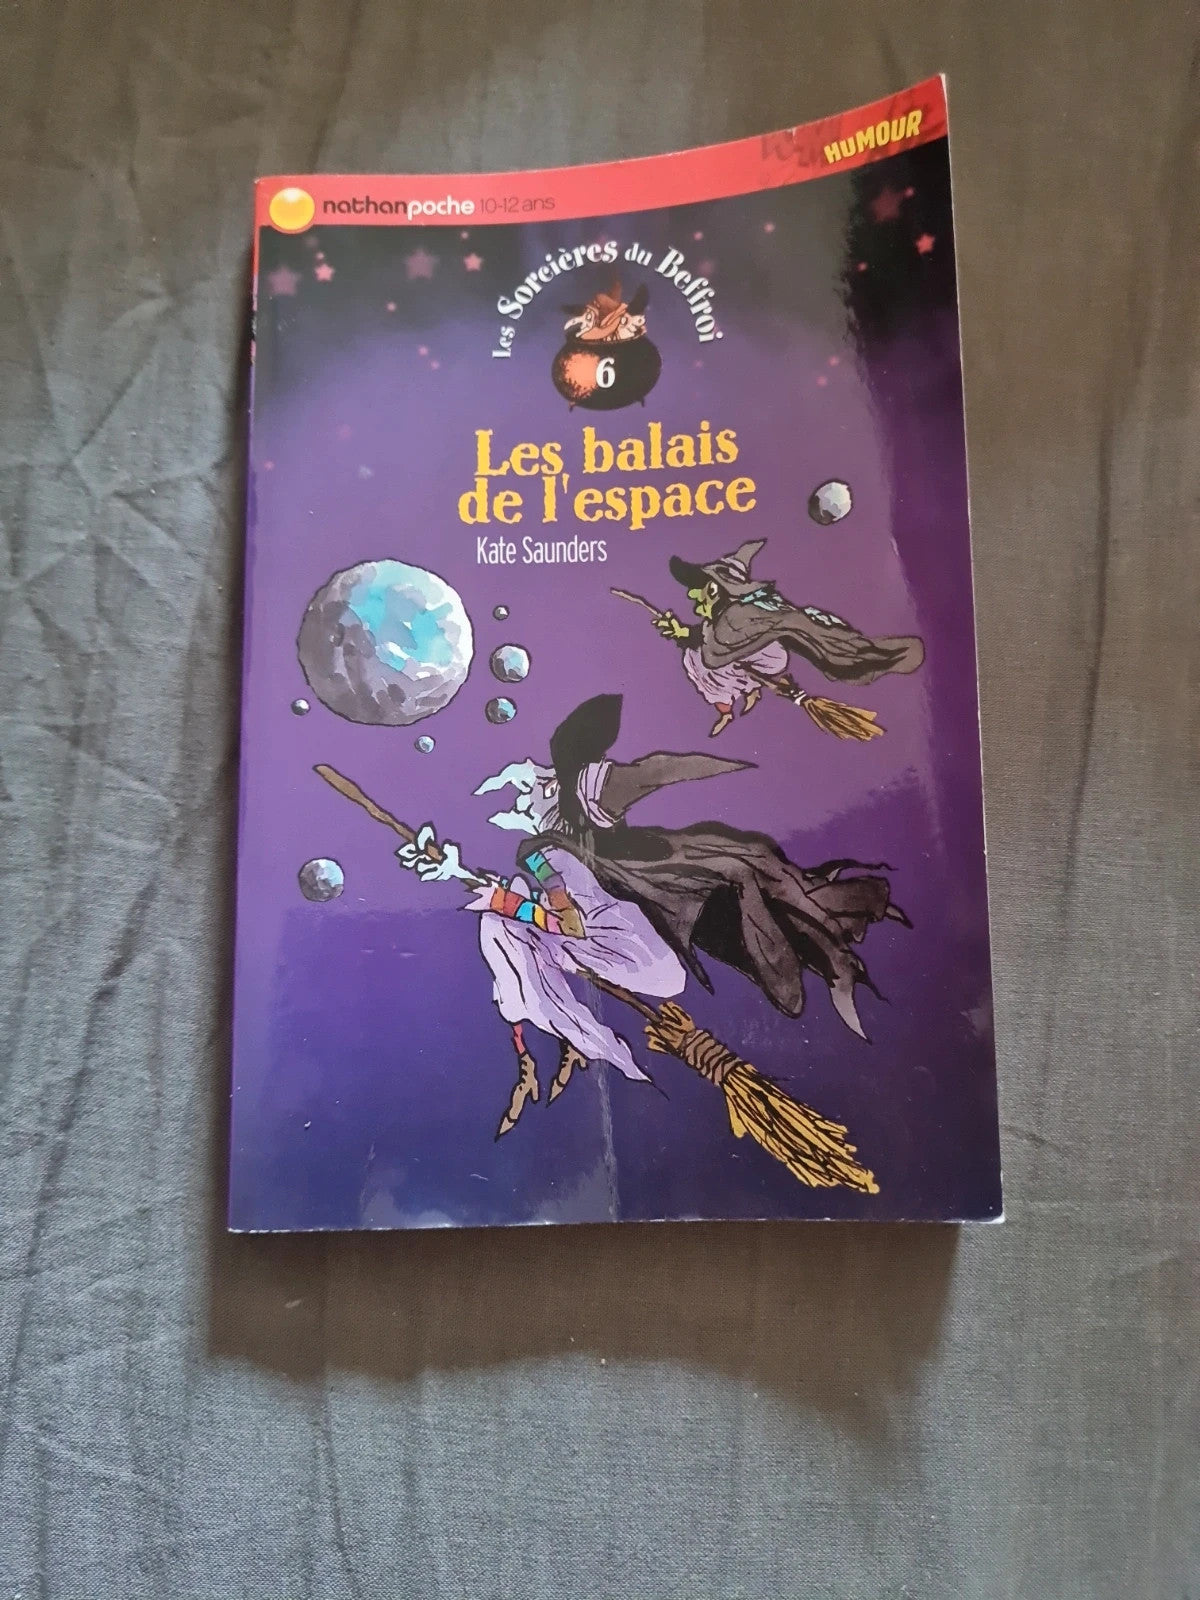 HUMOUR
nathanpoche 10-12 ans
Les Sorcières du Beffroi
6
Les balais
de l'espace
Kate Saunders